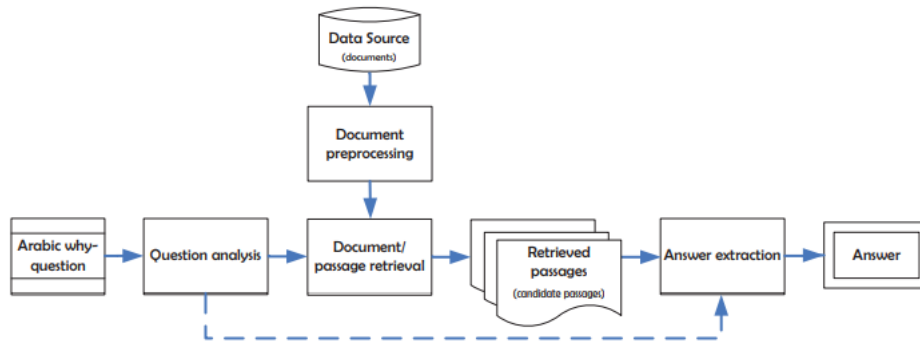 Data Source
(documents)
Document
preprocessing
Arabic why-
question
Question analysis
Document/
passage retrieval
Retrieved
passages
(candidate passages)
Answer extraction
Answer